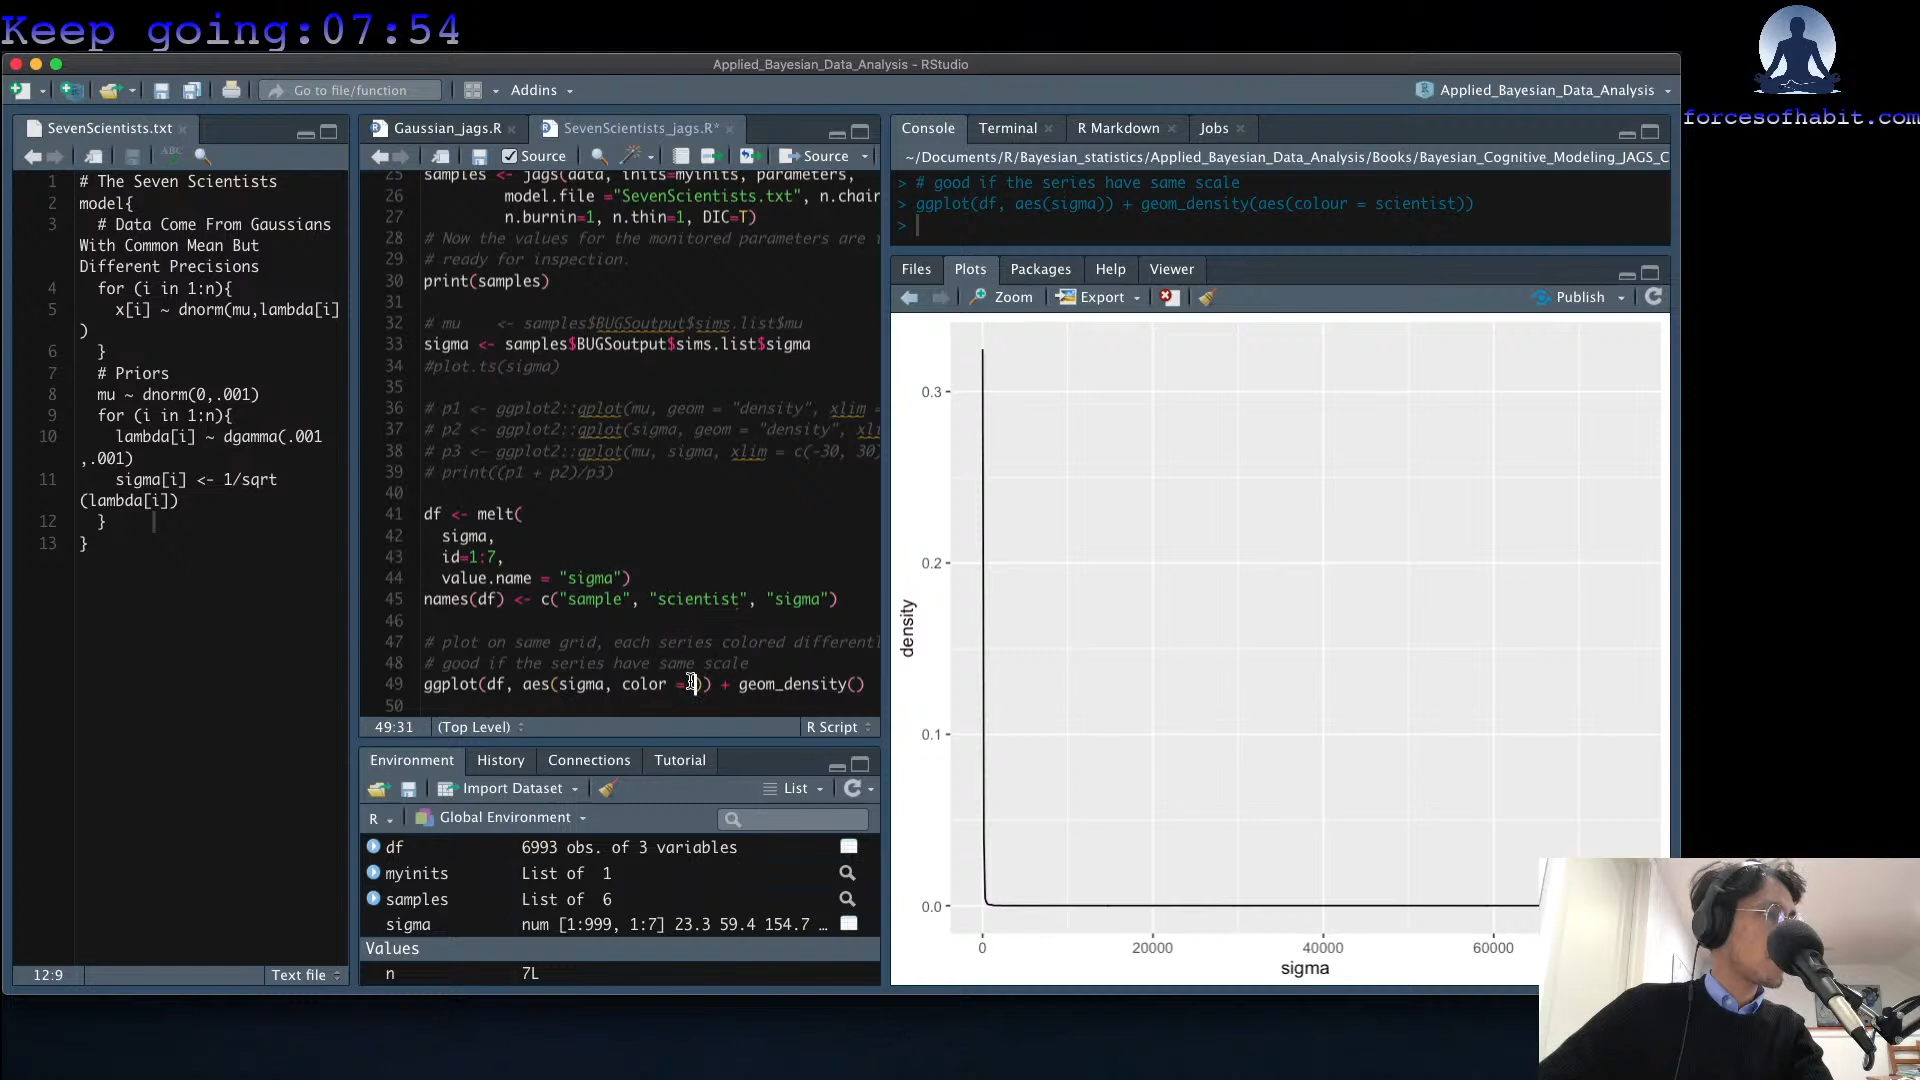 Keep going:07:54
forcesofhabit.com
Applied_Bayesian_Data_Analysis - RStudio
Go to file/function
Addins
Applied_Bayesian_Data_Analysis
SevenScientists.txt
ABC
1 # The Seven Scientists
2 model{
3 # Data Come From Gaussians
With Common Mean But
Different Precisions
4 for (i in 1:n){
5 x[i] ~ dnorm(mu,lambda[i]
)
6 }
7 # Priors
8 mu ~ dnorm(0,.001)
9 for (i in 1:n){
10 lambda[i] ~ dgamma(.001
,.001)
11 sigma[i] <- 1/sqrt
(lambda[i])
12 }
13 }
12:9
Text file
Gaussian_jags.R
SevenScientists_jags.R*
Source
Source
25 samples <- jags(data, inits=myinits, parameters,
26 model.file ="SevenScientists.txt", n.chair
27 n.burnin=1, n.thin=1, DIC=T)
28 # Now the values for the monitored parameters are
29 # ready for inspection.
30 print(samples)
31
32 # mu <- samples$BUGSoutput$sims.list$mu
33 sigma <- samples$BUGSoutput$sims.list$sigma
34 #plot.ts(sigma)
35
36 # p1 <- ggplot2::qplot(mu, geom = "density", xlim =
37 # p2 <- ggplot2::qplot(sigma, geom = "density", xli
38 # p3 <- ggplot2::qplot(mu, sigma, xlim = c(-30, 30)
39 # print((p1 + p2)/p3)
40
41 df <- melt(
42 sigma,
43 id=1:7,
44 value.name = "sigma")
45 names(df) <- c("sample", "scientist", "sigma")
46
47 # plot on same grid, each series colored different
48 # good if the series have same scale
49 ggplot(df, aes(sigma, color = )) + geom_density()
50
49:31
(Top Level)
R Script
Environment
History
Connections
Tutorial
Import Dataset
List
R
Global Environment
df 6993 obs. of 3 variables
myinits List of 1
samples List of 6
sigma num [1:999, 1:7] 23.3 59.4 154.7 ...
Values
n 7L
Console
Terminal
R Markdown
Jobs
~/Documents/R/Bayesian_statistics/Applied_Bayesian_Data_Analysis/Books/Bayesian_Cognitive_Modeling_JAGS_C
> # good if the series have same scale
> ggplot(df, aes(sigma)) + geom_density(aes(colour = scientist))
>
Files
Plots
Packages
Help
Viewer
Zoom
Export
Publish
0.3
0.2
0.1
0.0
density
0
20000
40000
60000
sigma